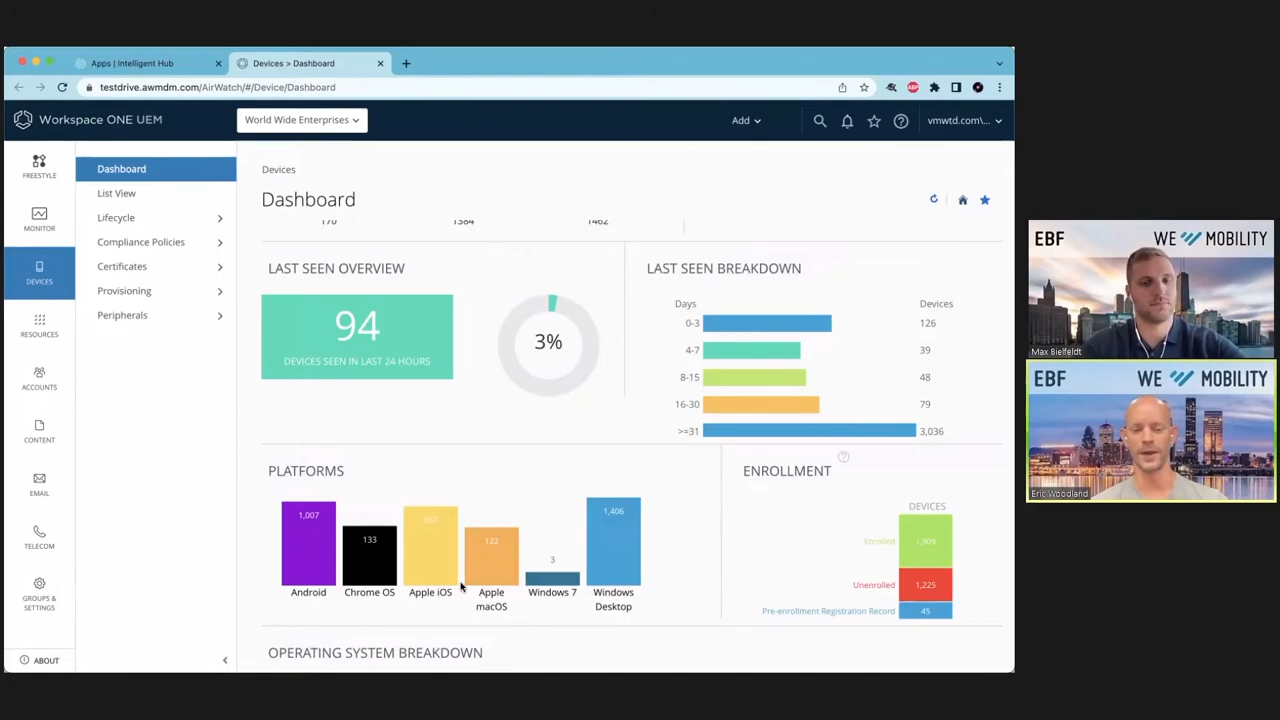 Apps | Intelligent Hub
Devices > Dashboard
testdrive.awmdm.com/AirWatch/#/Device/Dashboard
ABP
Workspace ONE UEM
World Wide Enterprises
Add
vmwtd.com\...
FREESTYLE
MONITOR
DEVICES
RESOURCES
ACCOUNTS
CONTENT
EMAIL
TELECOM
GROUPS &
SETTINGS
ABOUT
Dashboard
List View
Lifecycle
Compliance Policies
Certificates
Provisioning
Peripherals
Devices
Dashboard
170 1384 1462
LAST SEEN OVERVIEW
94
DEVICES SEEN IN LAST 24 HOURS
3%
LAST SEEN BREAKDOWN
Days Devices
0-3 126
4-7 39
8-15 48
16-30 79
>=31 3,036
PLATFORMS
1,007 133 122 3 1,406
Android Chrome OS Apple iOS Apple macOS Windows 7 Windows Desktop
ENROLLMENT
DEVICES
Enrolled 1,909
Unenrolled 1,225
Pre-enrollment Registration Record 45
OPERATING SYSTEM BREAKDOWN
EBF WE MOBILITY
Max Bielfeldt
EBF WE MOBILITY
Eric Woodland